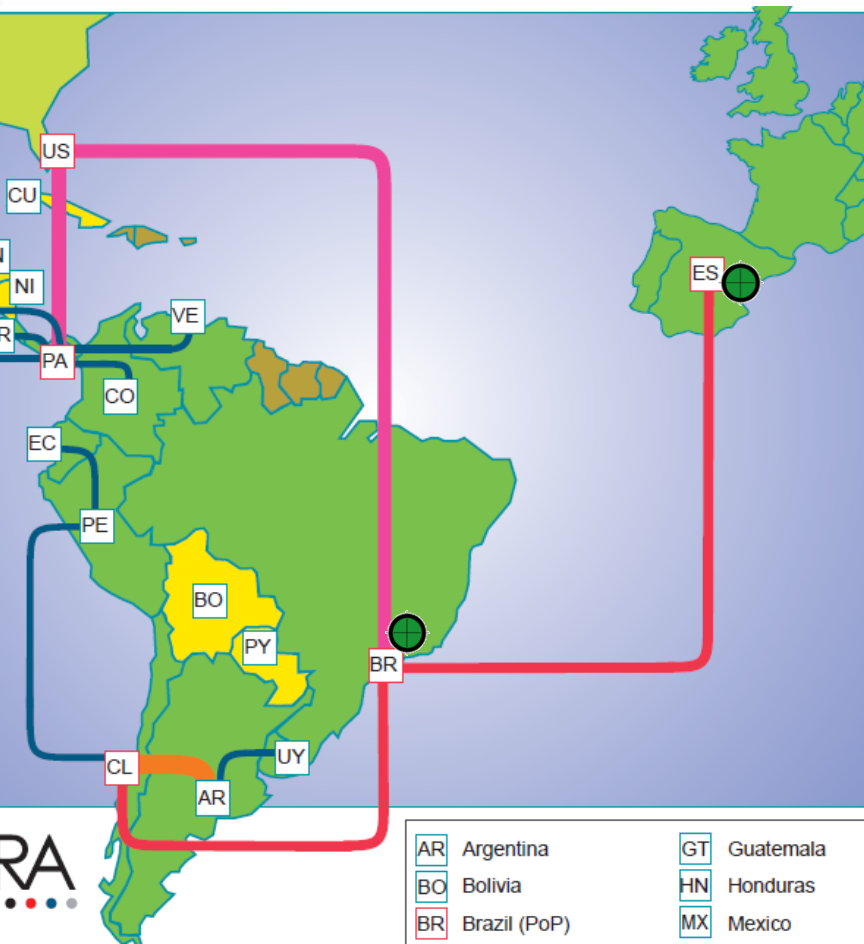 US
CU
N
NI
VE
R
PA
CO
EC
PE
ES
BO
PY
BR
CL
UY
AR
RA
AR Argentina
GT Guatemala
BO Bolivia
HN Honduras
BR Brazil (PoP)
MX Mexico